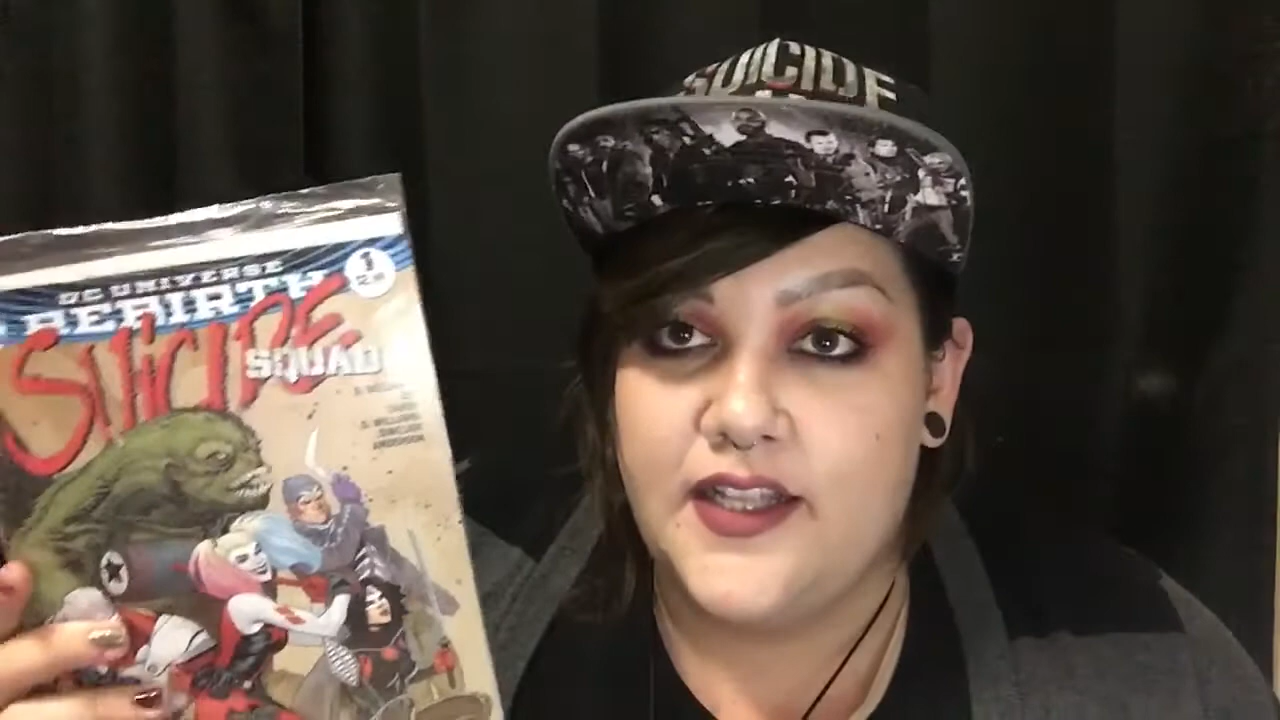 SUICIDE
DC UNIVERSE
1
REBIRTH
SUICIDE
SQUAD